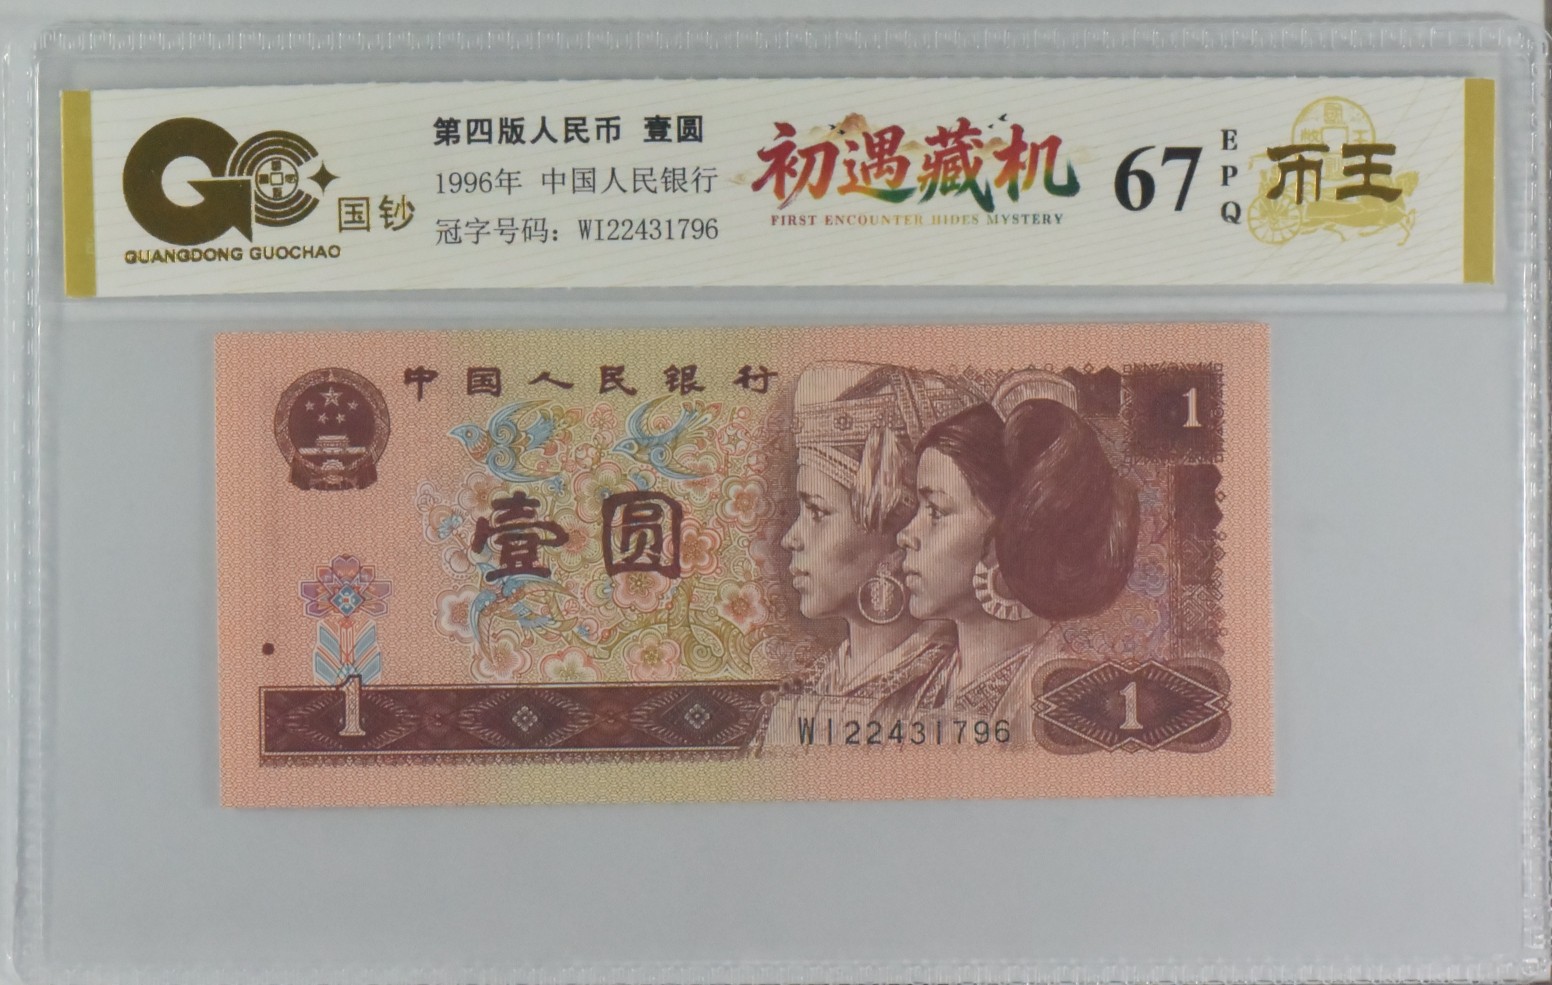 第四版人民币 壹圆
1996年 中国人民银行
冠字号码：WI22431796
国钞
GUANGDONG GUOCHAO
初遇藏机
FIRST ENCOUNTER HIDES MYSTERY
67
EPQ
币王
中国人民银行
1
壹圆
1
WI22431796
1